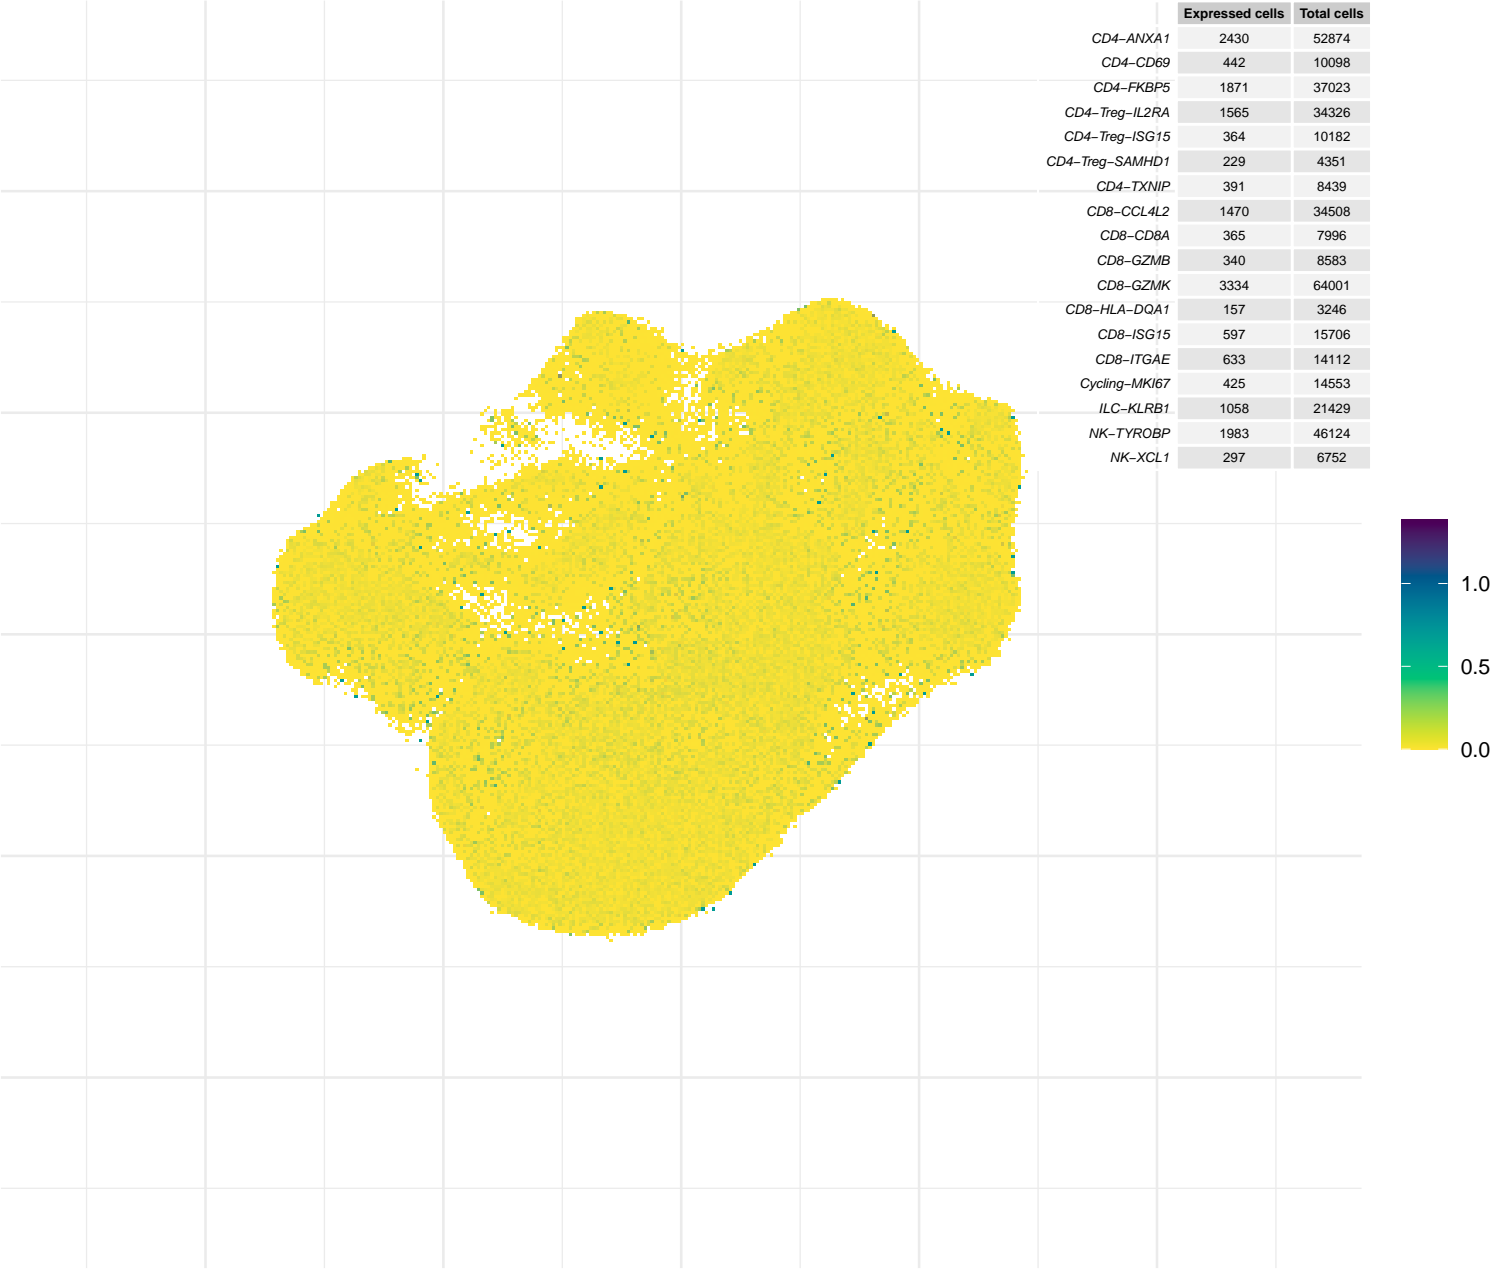 Expressed cells Total cells
CD4−ANXA1 2430 52874
CD4−CD69 442 10098
CD4−FKBP5 1871 37023
CD4−Treg−IL2RA 1565 34326
CD4−Treg−ISG15 364 10182
CD4−Treg−SAMHD1 229 4351
CD4−TXNIP 391 8439
CD8−CCL4L2 1470 34508
CD8−CD8A 365 7996
CD8−GZMB 340 8583
CD8−GZMK 3334 64001
CD8−HLA−DQA1 157 3246
CD8−ISG15 597 15706
CD8−ITGAE 633 14112
Cycling−MKI67 425 14553
ILC−KLRB1 1058 21429
NK−TYROBP 1983 46124
NK−XCL1 297 6752
1.0
0.5
0.0